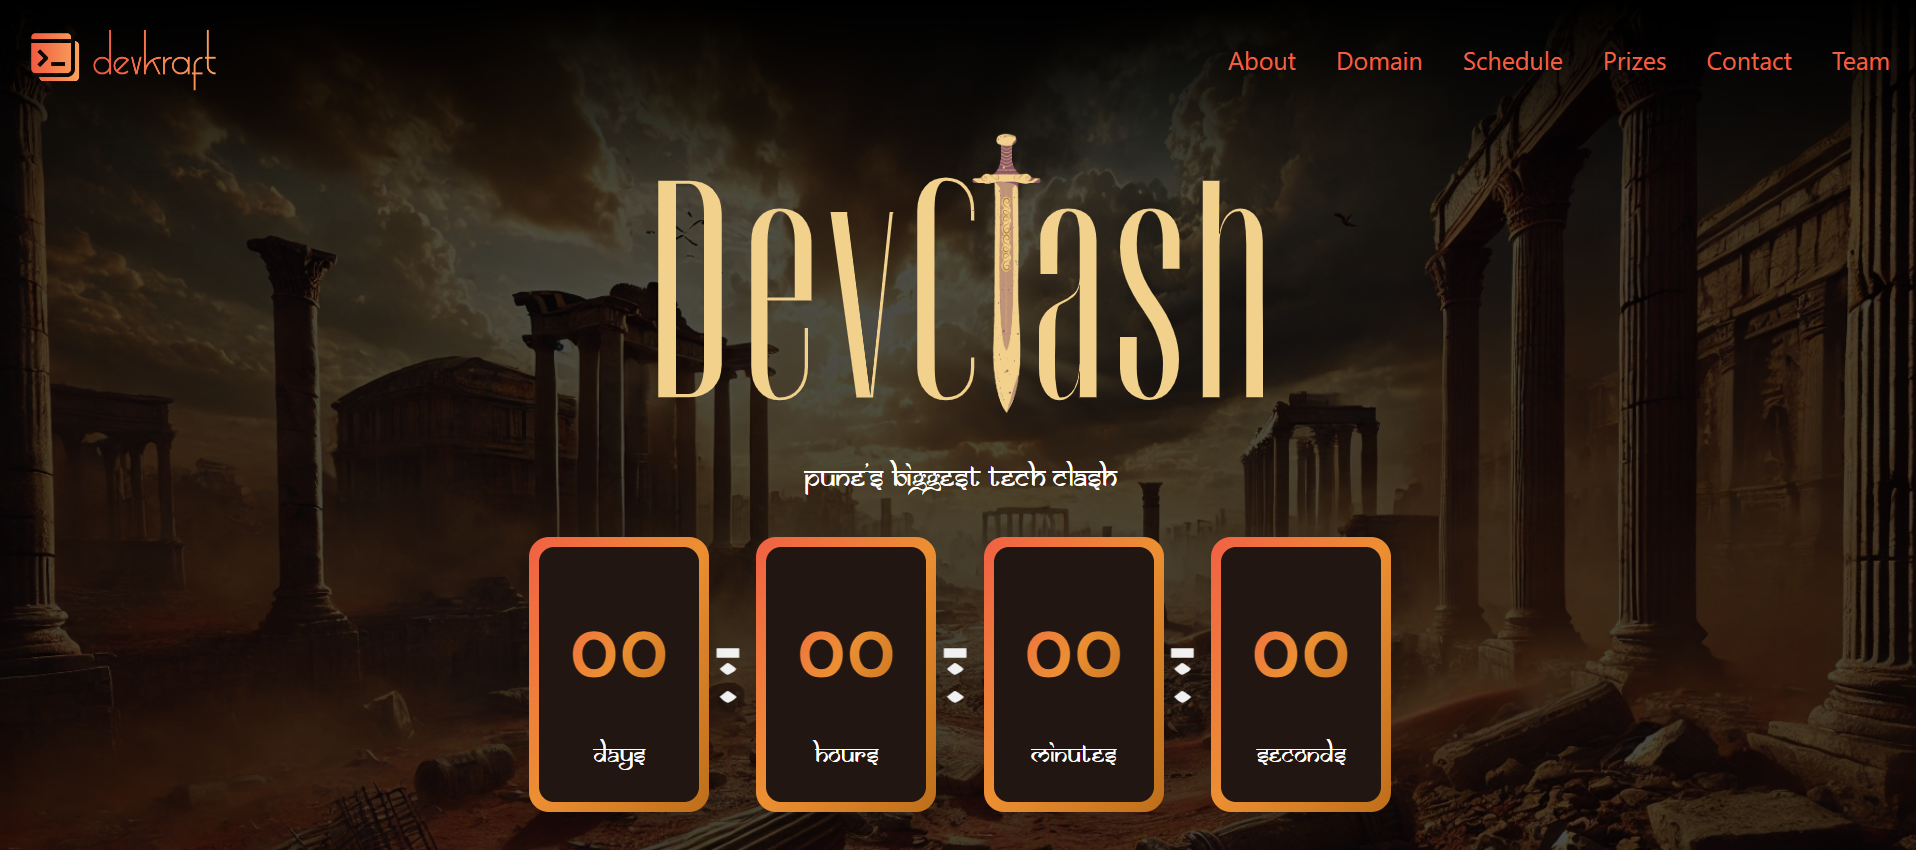 devkraft
About Domain Schedule Prizes Contact Team
DevClash
pune's biggest tech clash
00 : 00 : 00 : 00
days hours minutes seconds